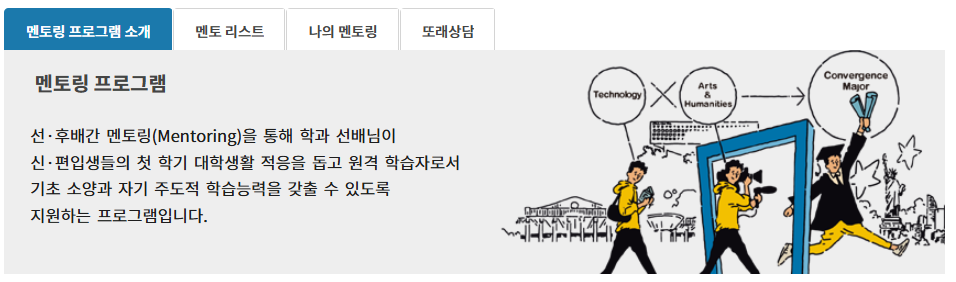 멘토링 프로그램 소개
멘토 리스트
나의 멘토링
또래상담
멘토링 프로그램
선·후배간 멘토링(Mentoring)을 통해 학과 선배님이
신·편입생들의 첫 학기 대학생활 적응을 돕고 원격 학습자로서
기초 소양과 자기 주도적 학습능력을 갖출 수 있도록
지원하는 프로그램입니다.
Technology
Arts
&
Humanities
Convergence
Major